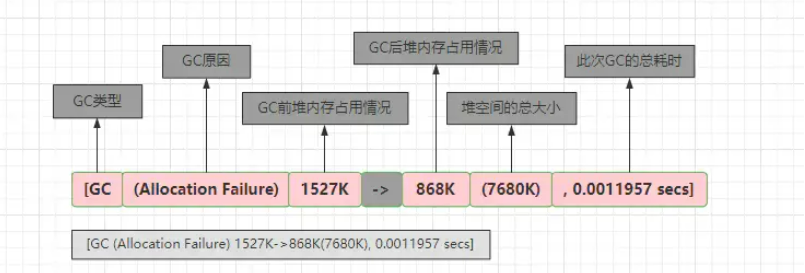 GC后堆内存占用情况
GC原因
此次GC的总耗时
GC类型
GC前堆内存占用情况
堆空间的总大小
[GC (Allocation Failure) 1527K -> 868K (7680K) , 0.0011957 secs]
[GC (Allocation Failure) 1527K->868K(7680K), 0.0011957 secs]